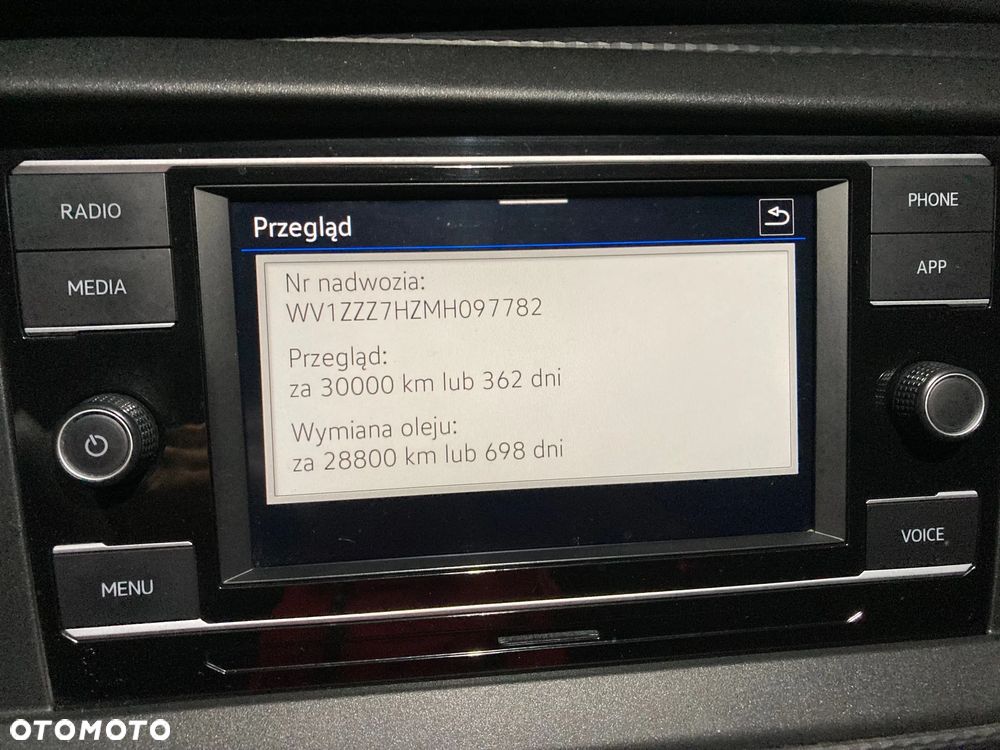 RADIO
MEDIA
MENU
Przegląd
Nr nadwozia:
WV1ZZZ7HZMH097782
Przegląd:
za 30000 km lub 362 dni
Wymiana oleju:
za 28800 km lub 698 dni
PHONE
APP
VOICE
OTOMOTO